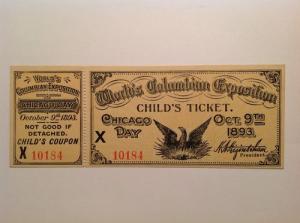 WORLD'S
COLUMBIAN EXPOSITION
CHICAGO DAY
October 9th 1893.
NOT GOOD IF
DETACHED.
CHILD'S COUPON
X 10184
World's Columbian Exposition
CHILD'S TICKET.
CHICAGO DAY
OCT. 9TH 1893.
X 10184
President.